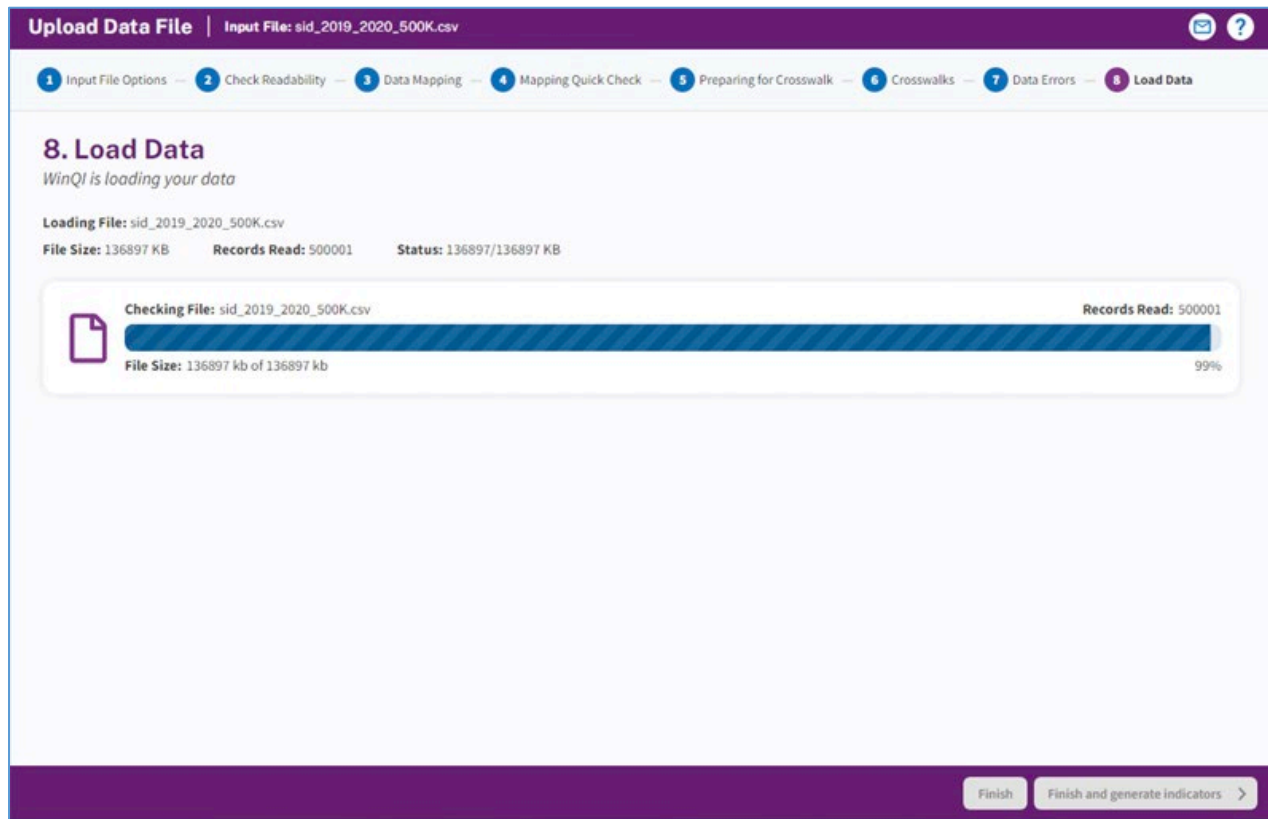 Upload Data File | Input File: sid_2019_2020_500K.csv ?
1 Input File Options — 2 Check Readability — 3 Data Mapping — 4 Mapping Quick Check — 5 Preparing for Crosswalk — 6 Crosswalks — 7 Data Errors — 8 Load Data
8. Load Data
WinQI is loading your data
Loading File: sid_2019_2020_500K.csv
File Size: 136897 KB Records Read: 500001 Status: 136897/136897 KB
Checking File: sid_2019_2020_500K.csv Records Read: 500001
File Size: 136897 kb of 136897 kb 99%
Finish Finish and generate indicators >